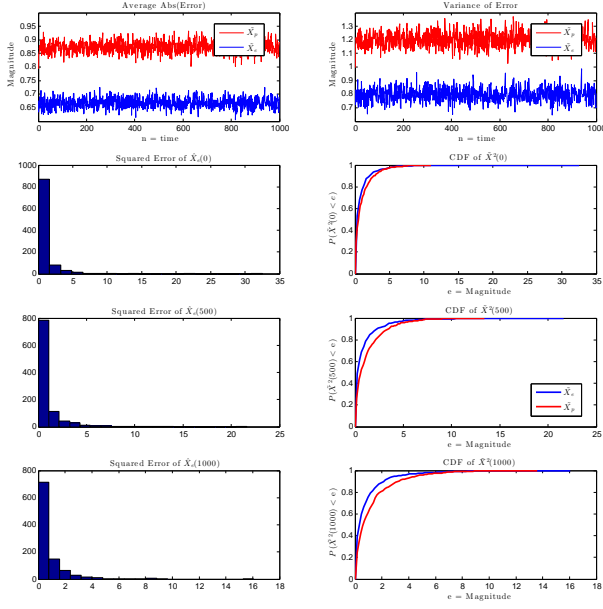 Average Abs(Error)
0.95
0.9
0.85
0.8
0.75
0.7
0.65
Magnitude
X̃ₚ
X̃ₑ
0 200 400 600 800 1000
n = time
Variance of Error
1.3
1.2
1.1
1
0.9
0.8
0.7
Magnitude
X̃ₚ
X̃ₑ
0 200 400 600 800 1000
n = time
Squared Error of X̃ₑ(0)
1000
800
600
400
200
0
0 5 10 15 20 25 30 35
CDF of X̃²(0)
1
0.8
0.6
0.4
0.2
0
P(X̃²(0) < e)
0 5 10 15 20 25 30 35
e = Magnitude
Squared Error of X̃ₑ(500)
800
600
400
200
0
0 5 10 15 20 25
CDF of X̃²(500)
1
0.8
0.6
0.4
0.2
0
P(X̃²(500) < e)
X̃ₑ
X̃ₚ
0 5 10 15 20 25
e = Magnitude
Squared Error of X̃ₑ(1000)
800
600
400
200
0
0 2 4 6 8 10 12 14 16 18
CDF of X̃²(1000)
1
0.8
0.6
0.4
0.2
0
P(X̃²(1000) < e)
0 2 4 6 8 10 12 14 16 18
e = Magnitude